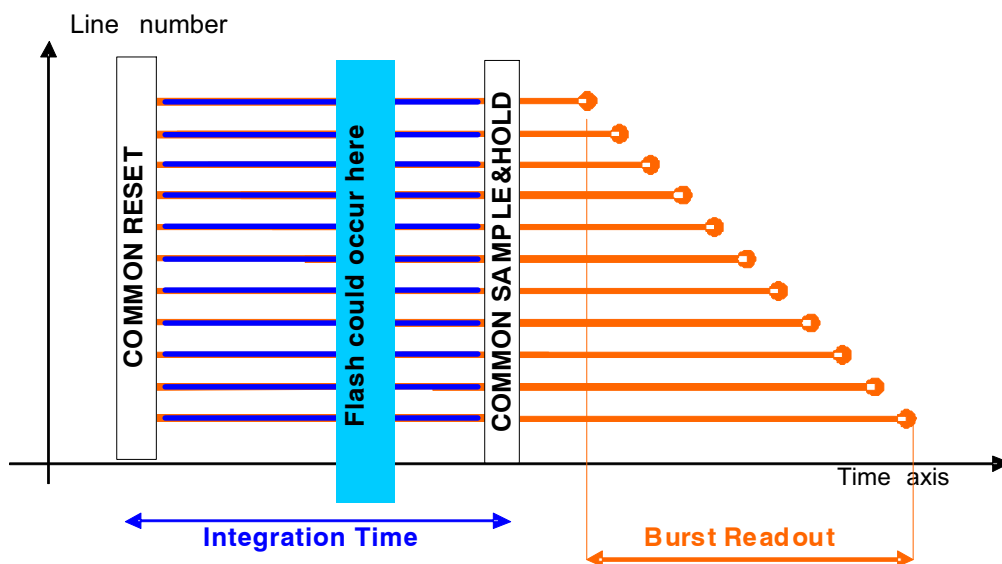 Line number
COMMON RESET
Flash could occur here
COMMON SAMPLE&HOLD
Time axis
Integration Time
Burst Readout